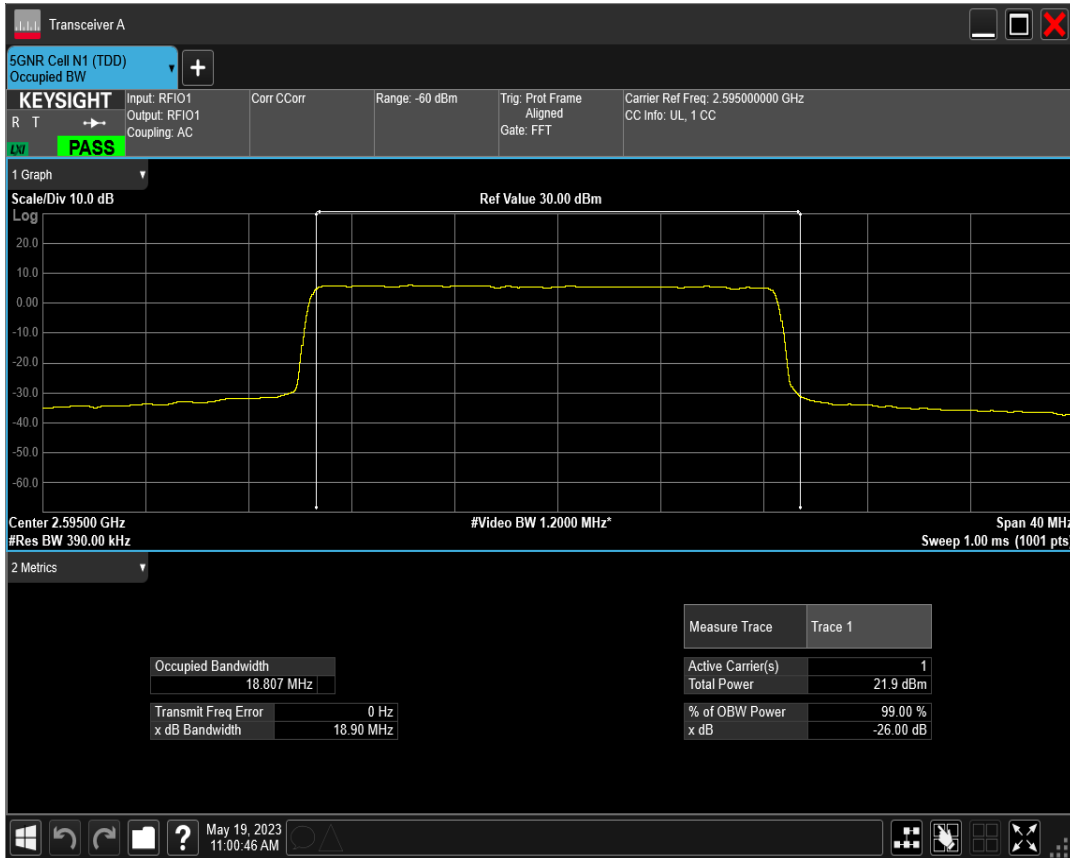 Transceiver A
5GNR Cell N1 (TDD)
Occupied BW
KEYSIGHT
R T
LXI
PASS
Input: RFIO1
Output: RFIO1
Coupling: AC
Corr CCorr
Range: -60 dBm
Trig: Prot Frame
Aligned
Gate: FFT
Carrier Ref Freq: 2.595000000 GHz
CC Info: UL, 1 CC
1 Graph
Scale/Div 10.0 dB
Ref Value 30.00 dBm
Log
20.0
10.0
0.00
-10.0
-20.0
-30.0
-40.0
-50.0
-60.0
Center 2.59500 GHz
#Video BW 1.2000 MHz*
Span 40 MHz
#Res BW 390.00 kHz
Sweep 1.00 ms (1001 pts)
2 Metrics
Measure Trace Trace 1
Occupied Bandwidth
18.807 MHz
Active Carrier(s) 1
Total Power 21.9 dBm
Transmit Freq Error 0 Hz
x dB Bandwidth 18.90 MHz
% of OBW Power 99.00 %
x dB -26.00 dB
?
May 19, 2023
11:00:46 AM